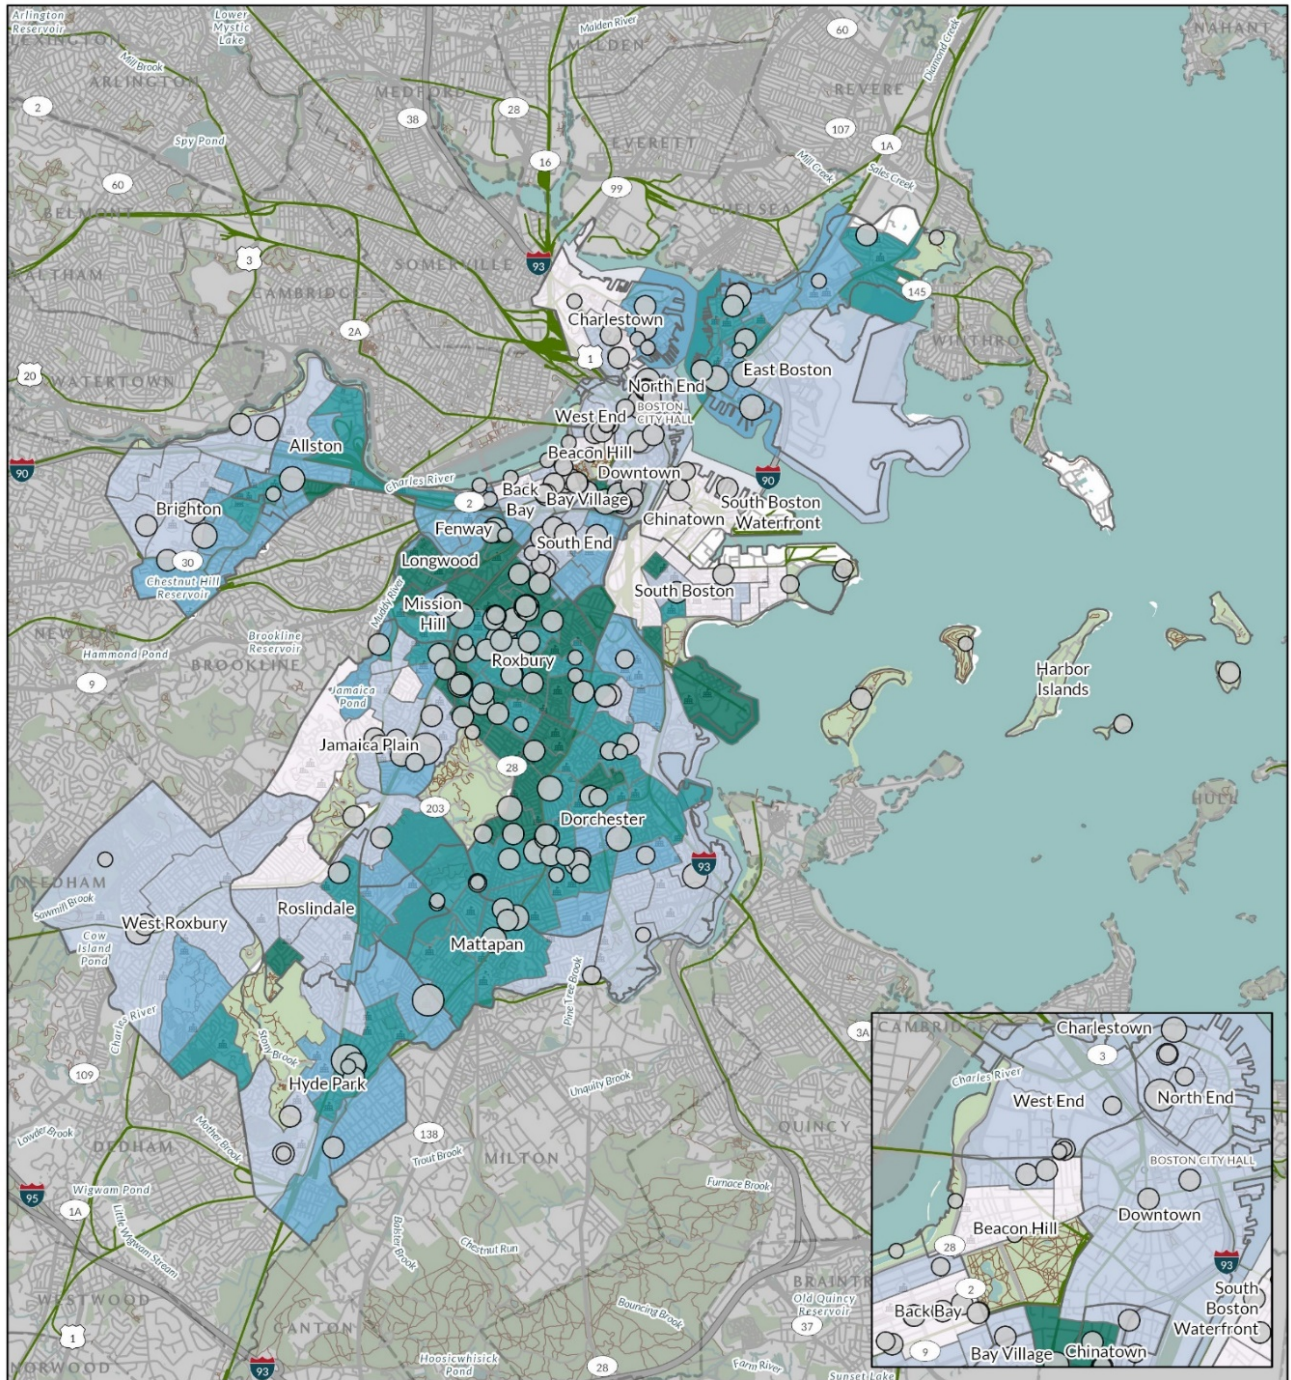 Arlington
Reservoir
Lower
Mystic
Lake
Malden River
60
Diamond Creek
NAHANT
LEXINGTON
Mill Brook
MALDEN
ARLINGTON
MEDFORD
REVERE
2
28
38
107
Spy Pond
EVERETT
1A
16
Mill Creek
Sales Creek
60
99
BELMONT
CHELSEA
3
93
WALTHAM
SOMERVILLE
145
CAMBRIDGE
Charlestown
2A
WINTHROP
1
20
WATERTOWN
East Boston
North End
BOSTON
CITY HALL
West End
Allston
Beacon Hill
90
Charles River
Downtown
90
Back
Bay
Bay Village
2
South Boston
Waterfront
Brighton
Chinatown
Fenway
South End
30
Longwood
Chestnut Hill
Reservoir
South Boston
Muddy River
Mission
Hill
NEWTON
Brookline
Reservoir
Hammond Pond
BROOKLINE
Roxbury
Harbor
Islands
9
Jamaica
Pond
Jamaica Plain
28
203
HULL
Dorchester
93
NEEDHAM
Sawmill Brook
Roslindale
West Roxbury
Cow
Island
Pond
Mattapan
Pine Tree Brook
Charles River
Stony Brook
3A
CAMBRIDGE
Charlestown
3
109
Hyde Park
Unquity Brook
Charles River
West End
North End
Mother Brook
Lowder Brook
DEDHAM
138
QUINCY
Trout Brook
MILTON
BOSTON CITY HALL
Wigwam Pond
95
Furnace Brook
1A
Little Wigwam Stream
Balster Brook
Downtown
Beacon Hill
Chestnut Run
28
93
WESTWOOD
BRAINTR
Old Quincy
Reservoir
2
South
Boston
Waterfront
Bouncing Brook
Back Bay
1
CANTON
37
9
Bay Village
Chinatown
NORWOOD
93
Hoosicwhisick
Pond
28
Farm River
Sunset Lake